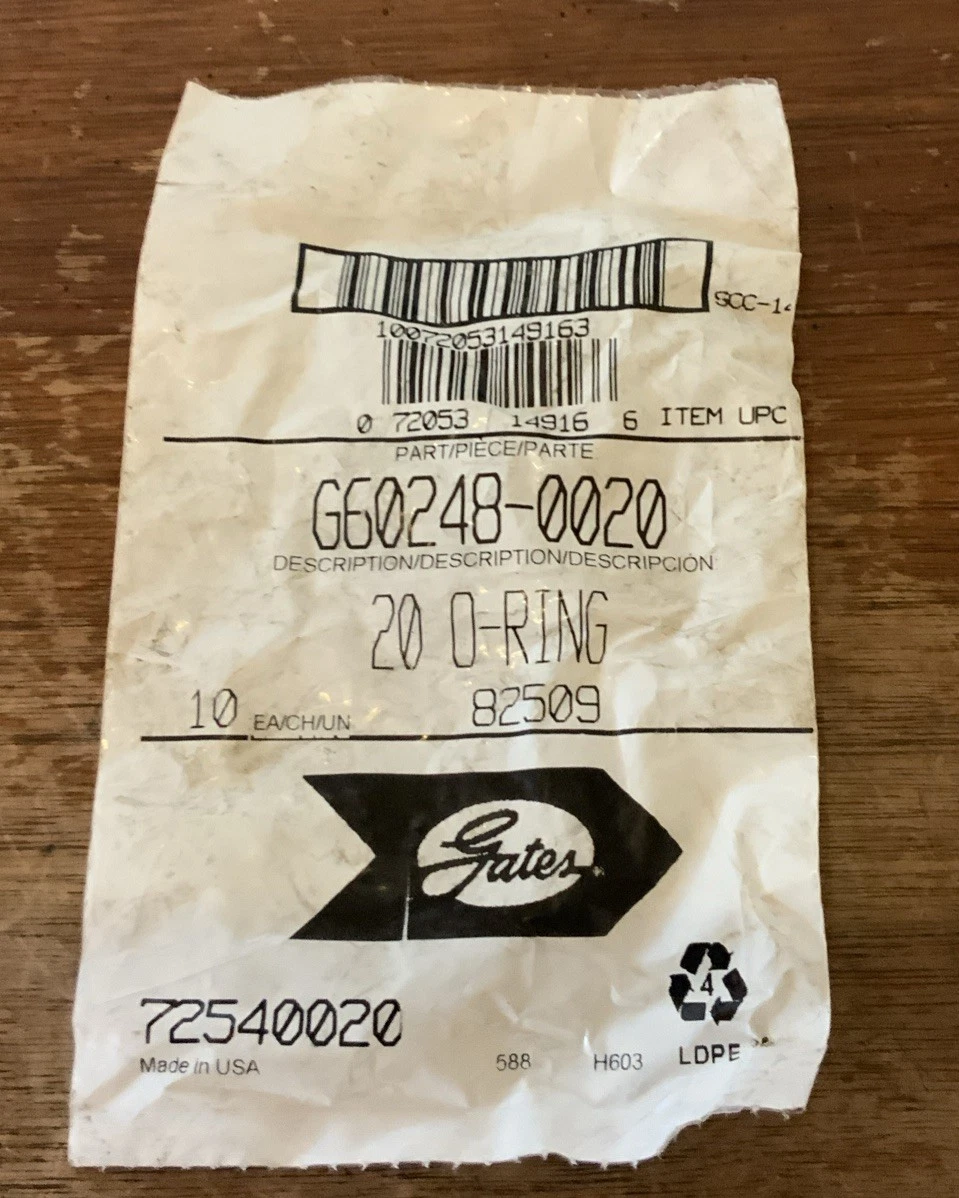 SCC-14
10072053149163
0 72053 14916 6 ITEM UPC
PART/PIÈCE/PARTE
G60248-0020
DESCRIPTION/DESCRIPTION/DESCRIPCIÓN
20 O-RING
10 EA/CH/UN 82509
Gates
4
72540020
Made in USA 588 H603 LDPE